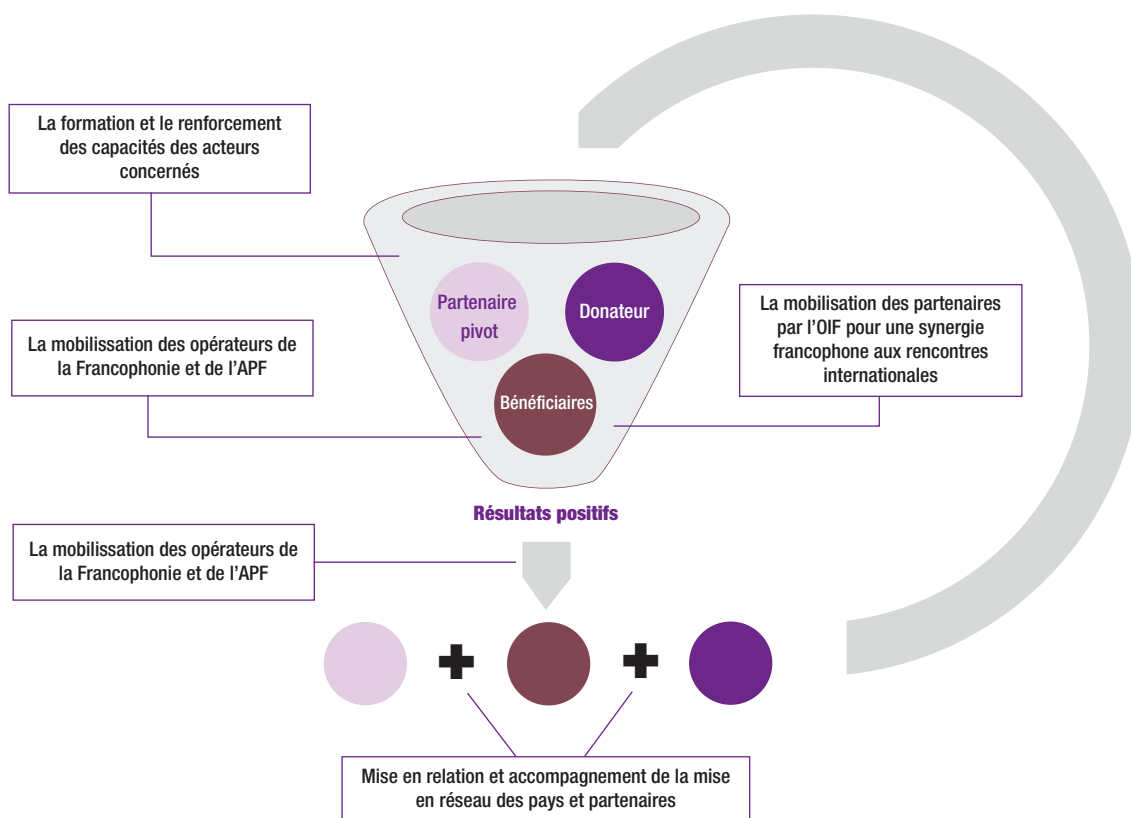 La formation et le renforcement
des capacités des acteurs
concernés
Partenaire
pivot
Donateur
Bénéficiaires
La mobilissation des opérateurs de
la Francophonie et de l'APF
La mobilisation des partenaires
par l'OIF pour une synergie
francophone aux rencontres
internationales
Résultats positifs
La mobilissation des opérateurs de
la Francophonie et de l'APF
Mise en relation et accompagnement de la mise
en réseau des pays et partenaires